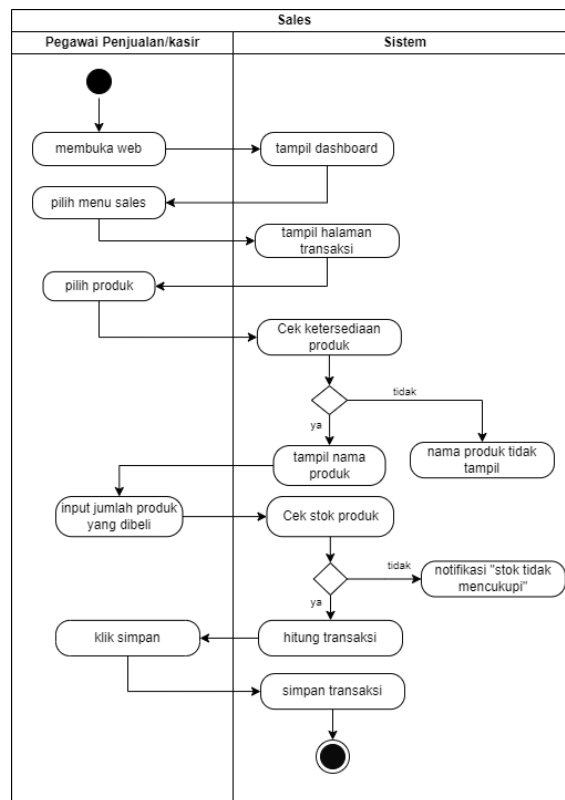 Sales
Pegawai Penjualan/kasir
Sistem
membuka web
tampil dashboard
pilih menu sales
tampil halaman
transaksi
pilih produk
Cek ketersediaan
produk
tidak
ya
tampil nama
produk
nama produk tidak
tampil
input jumlah produk
yang dibeli
Cek stok produk
tidak
notifikasi "stok tidak
mencukupi"
ya
klik simpan
hitung transaksi
simpan transaksi